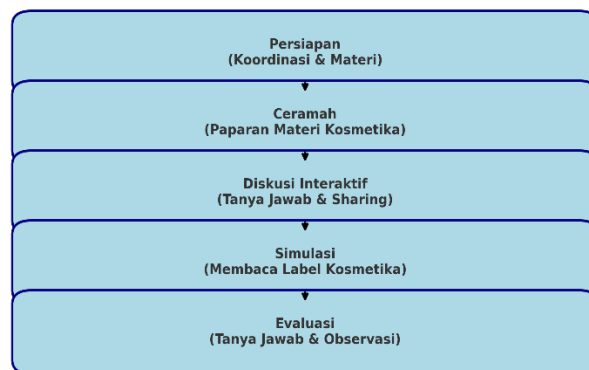 Persiapan
(Koordinasi & Materi)
Ceramah
(Paparan Materi Kosmetika)
Diskusi Interaktif
(Tanya Jawab & Sharing)
Simulasi
(Membaca Label Kosmetika)
Evaluasi
(Tanya Jawab & Observasi)